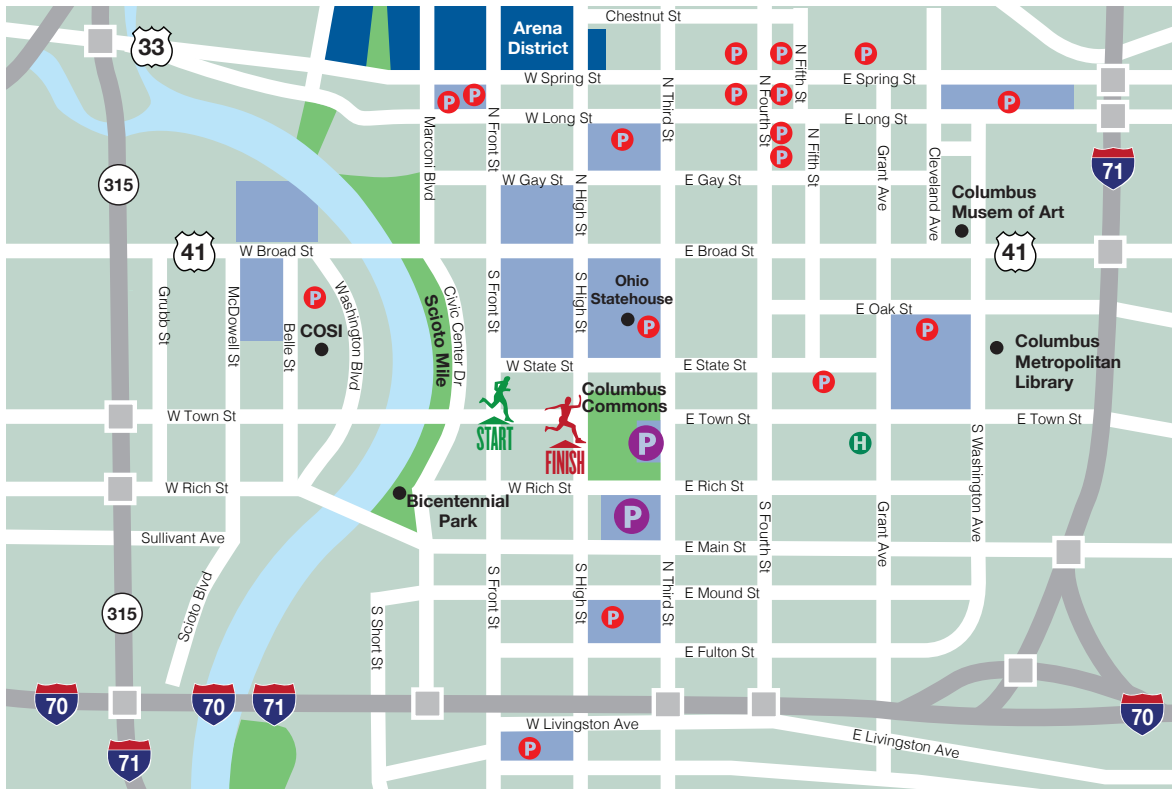 Chestnut St
Arena
District
33
W Spring St
E Spring St
P
P
P
P
P
P
P
P
P
P
W Long St
E Long St
N Third St
N Fourth St
N Fifth St
N Fifth St
Marconi Blvd
N Front St
P
P
P
71
315
W Gay St
E Gay St
N High St
Grant Ave
Cleveland Ave
Columbus
Musem of Art
41
W Broad St
E Broad St
41
Grubb St
McDowell St
Belle St
Washington Blvd
P
COSI
Scioto Mile
Civic Center Dr
S Front St
S High St
Ohio
Statehouse
P
E Oak St
P
Columbus
Metropolitan
Library
W State St
E State St
P
Columbus
Commons
W Town St
E Town St
E Town St
START
FINISH
P
H
S Washington Ave
W Rich St
W Rich St
E Rich St
Bicentennial
Park
P
S Fourth St
Grant Ave
Sullivant Ave
E Main St
Scioto Blvd
315
S Short St
S Front St
S High St
N Third St
E Mound St
P
E Fulton St
70
70
71
70
71
W Livingston Ave
E Livingston Ave
P